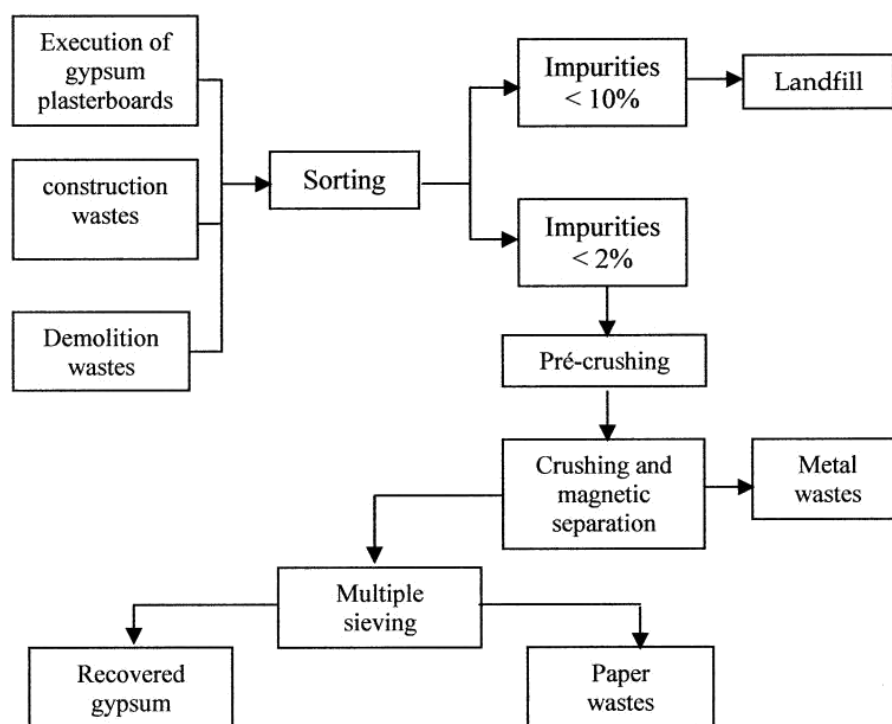 Execution of
gypsum
plasterboards
construction
wastes
Demolition
wastes
Sorting
Impurities
< 10%
Landfill
Impurities
< 2%
Pré-crushing
Crushing and
magnetic
separation
Metal
wastes
Multiple
sieving
Recovered
gypsum
Paper
wastes